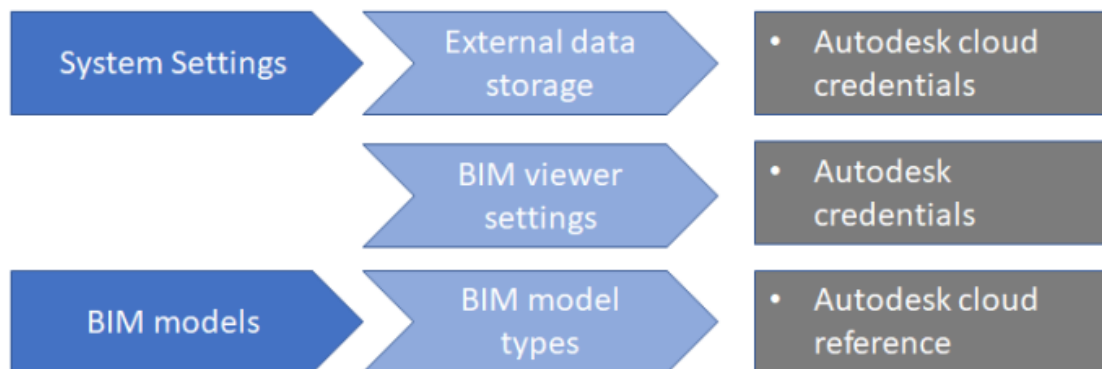 System Settings
External data
storage
• Autodesk cloud
credentials
BIM viewer
settings
• Autodesk
credentials
BIM models
BIM model
types
• Autodesk cloud
reference